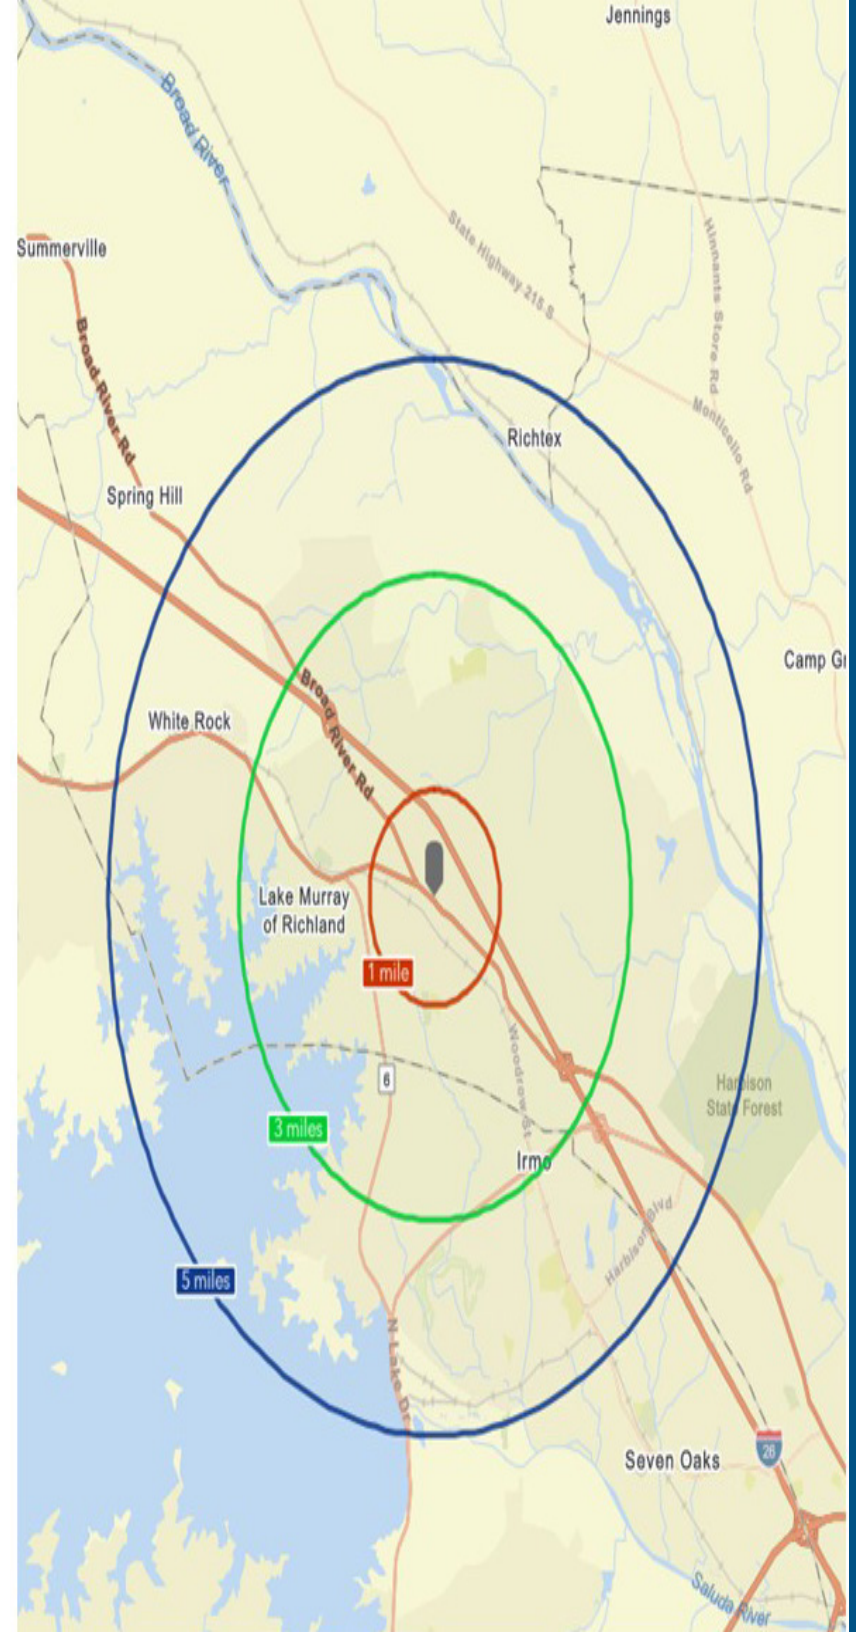 Jennings
Broad River
Summerville
State Highway 215 S
Hinnants Store Rd
Broad River Rd
Monticello Rd
Richtex
Spring Hill
Camp Gr
Broad River Rd
White Rock
Lake Murray
of Richland
1 mile
Woodrow St
6
Harbison
State Forest
3 miles
Irmo
Harbison Blvd
5 miles
N Lake Dr
26
Seven Oaks
Saluda River